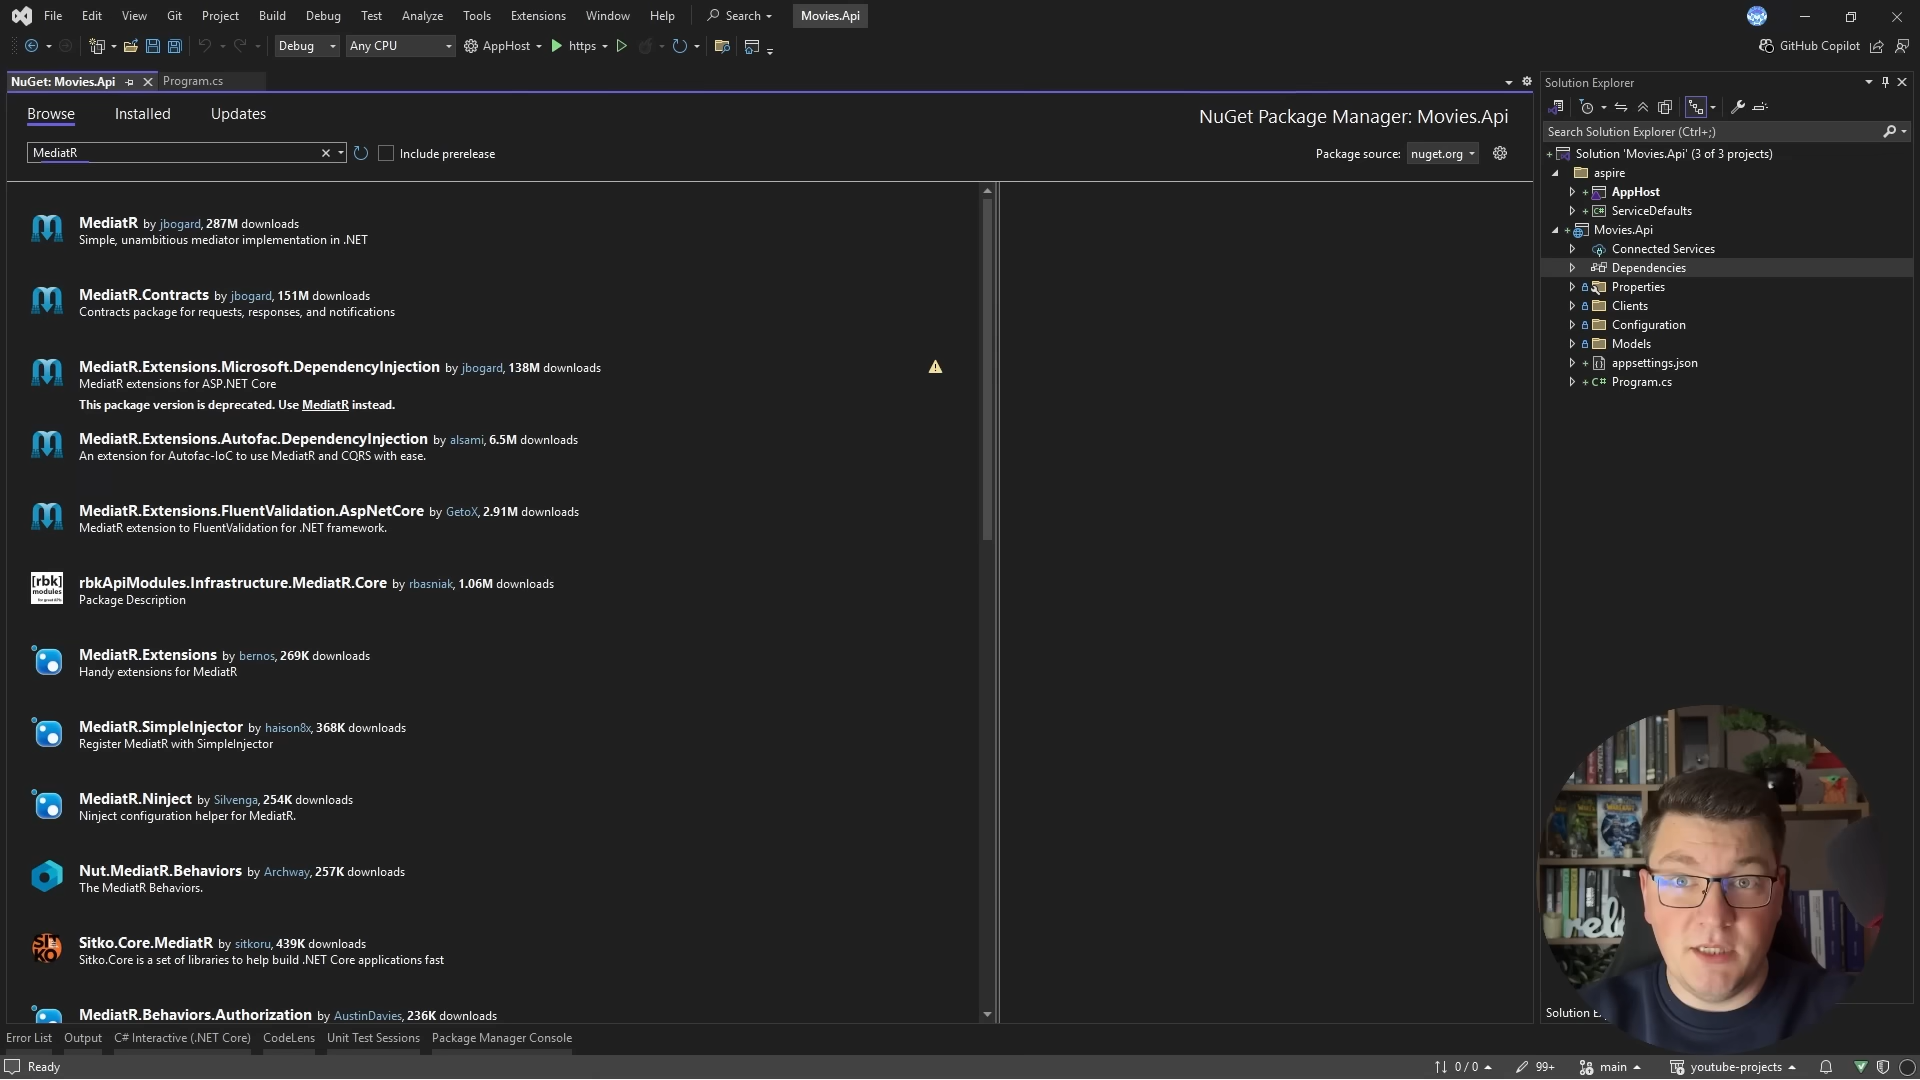 File Edit View Git Project Build Debug Test Analyze Tools Extensions Window Help Search Movies.Api
Debug Any CPU AppHost https GitHub Copilot
NuGet: Movies.Api Program.cs
Browse Installed Updates
NuGet Package Manager: Movies.Api
MediatR Include prerelease Package source: nuget.org
MediatR by jbogard, 287M downloads
Simple, unambitious mediator implementation in .NET
MediatR.Contracts by jbogard, 151M downloads
Contracts package for requests, responses, and notifications
MediatR.Extensions.Microsoft.DependencyInjection by jbogard, 138M downloads
MediatR extensions for ASP.NET Core
This package version is deprecated. Use MediatR instead.
MediatR.Extensions.Autofac.DependencyInjection by alsami, 6.5M downloads
An extension for Autofac-IoC to use MediatR and CQRS with ease.
MediatR.Extensions.FluentValidation.AspNetCore by GetoX, 2.91M downloads
MediatR extension to FluentValidation for .NET framework.
[rbk]
modules
rbkApiModules.Infrastructure.MediatR.Core by rbasniak, 1.06M downloads
Package Description
MediatR.Extensions by bernos, 269K downloads
Handy extensions for MediatR
MediatR.SimpleInjector by haison8x, 368K downloads
Register MediatR with SimpleInjector
MediatR.Ninject by Silvenga, 254K downloads
Ninject configuration helper for MediatR.
Nut.MediatR.Behaviors by Archway, 257K downloads
The MediatR Behaviors.
Sitko.Core.MediatR by sitkoru, 439K downloads
Sitko.Core is a set of libraries to help build .NET Core applications fast
MediatR.Behaviors.Authorization by AustinDavies, 236K downloads
Solution Explorer
Search Solution Explorer (Ctrl+;)
Solution 'Movies.Api' (3 of 3 projects)
aspire
AppHost
C# ServiceDefaults
Movies.Api
Connected Services
Dependencies
Properties
Clients
Configuration
Models
appsettings.json
C# Program.cs
Solution E
Error List Output C# Interactive (.NET Core) CodeLens Unit Test Sessions Package Manager Console
Ready 0 / 0 99+ main youtube-projects